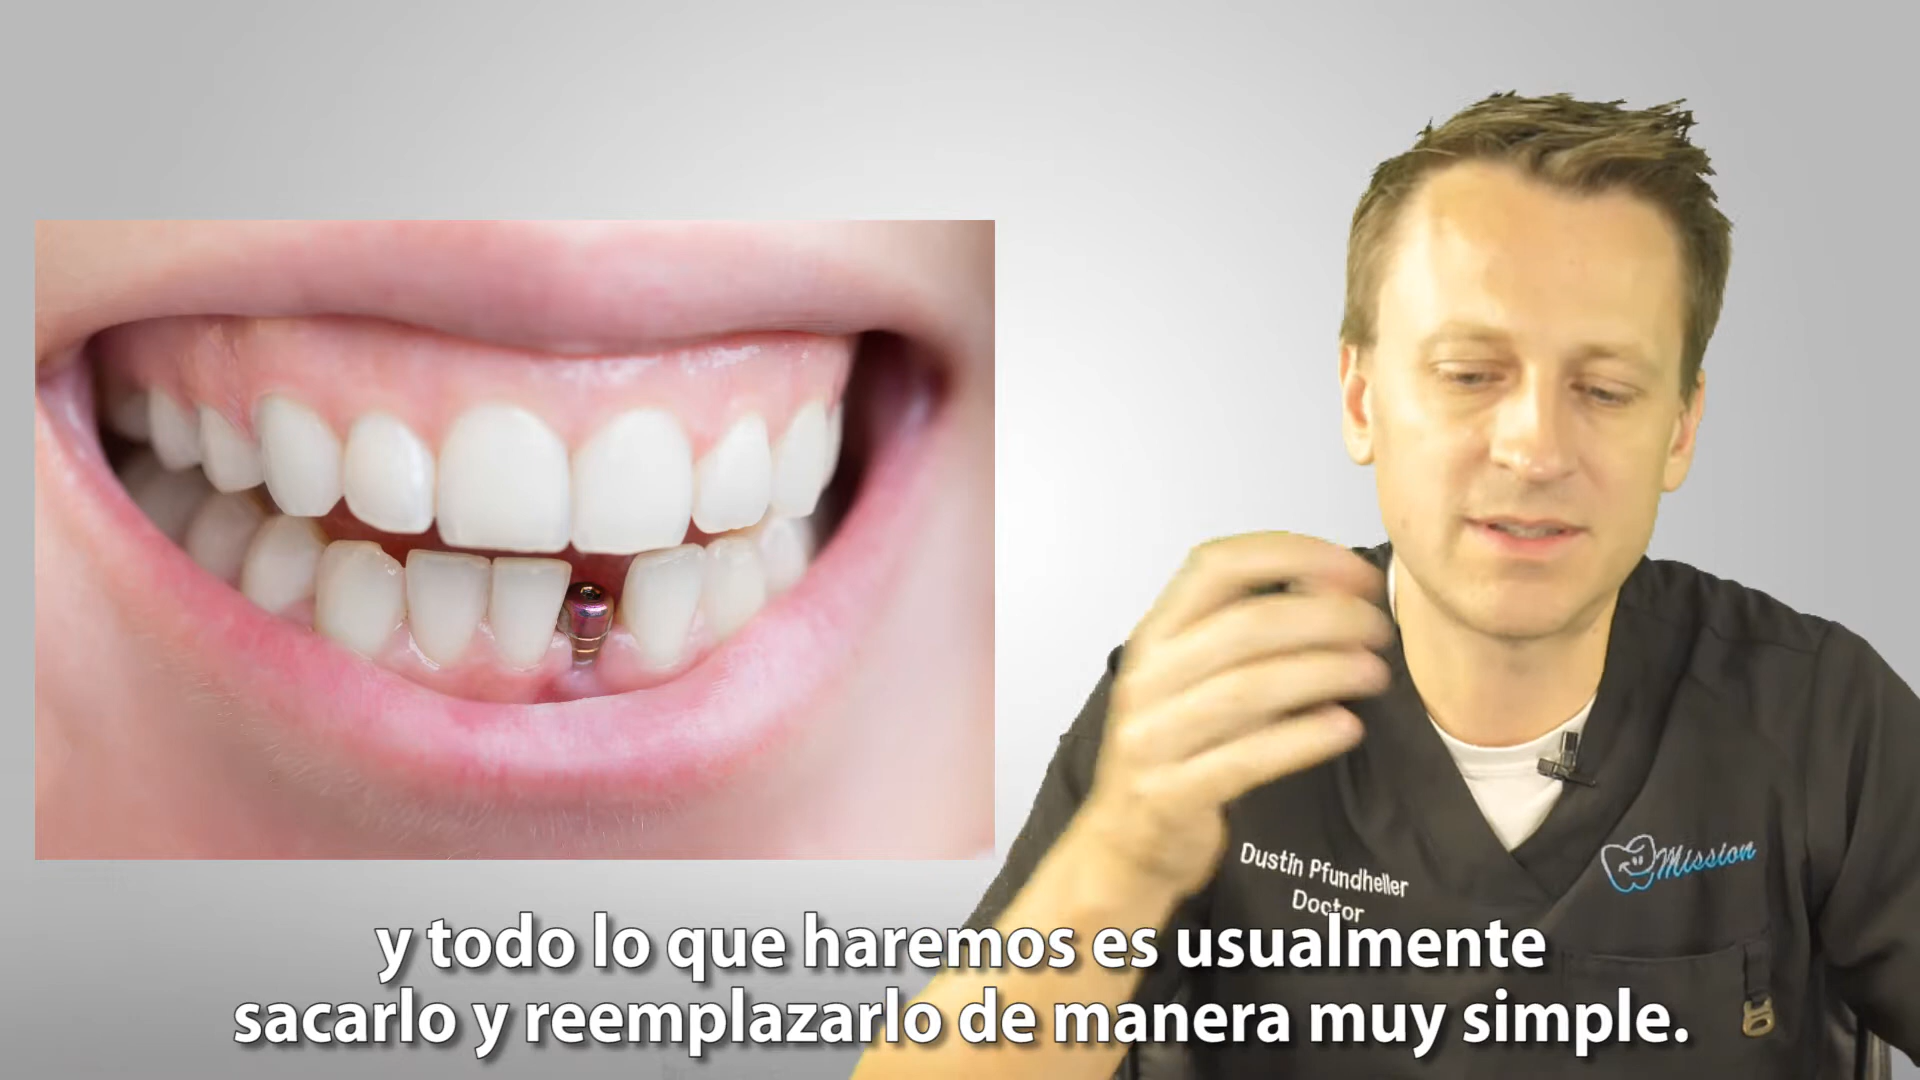 Dustin Pfundheller
Doctor
Mission
y todo lo que haremos es usualmente
sacarlo y reemplazarlo de manera muy simple.